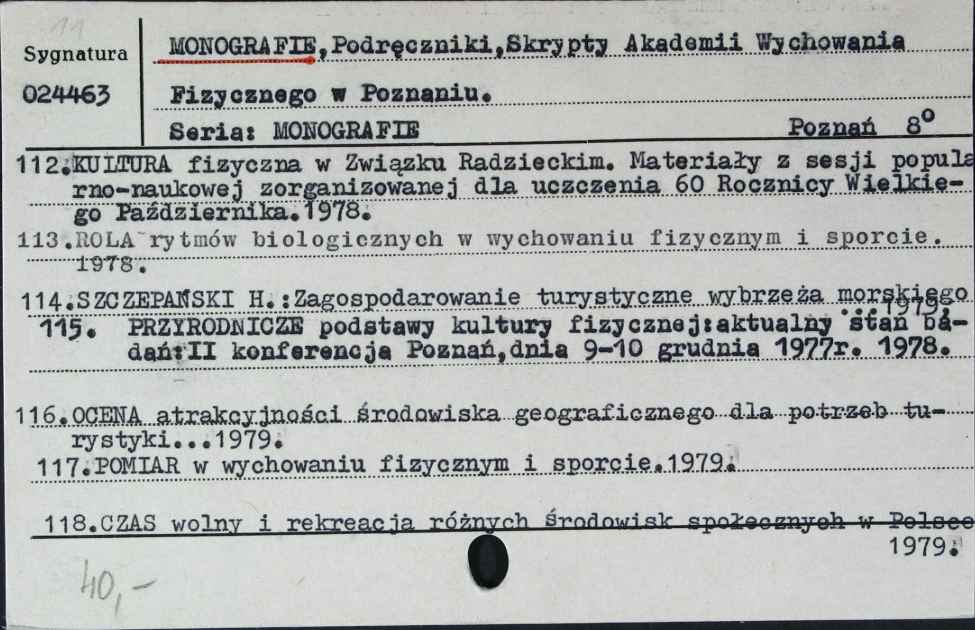 11
Sygnatura
MONOGRAFIE,Podręczniki,Skrypty Akademii Wychowania
024463
Fizycznego w Poznaniu.
Seria: MONOGRAFIE Poznań 8º
112.KULTURA fizyczna w Związku Radzieckim. Materiały z sesji popula
rno-naukowej zorganizowanej dla uczczenia 60 Rocznicy Wielkie-
go Października.1978.
113.ROLA rytmów biologicznych w wychowaniu fizycznym i sporcie.
1978.
114.SZCZEPAŃSKI H.:Zagospodarowanie turystyczne wybrzeża morskiego
...1979.
115. PRZYRODNICZE podstawy kultury fizycznej:aktualny stan ba-
dań:II konferencja Poznań,dnia 9-10 grudnia 1977r. 1978.
116.OCENA atrakcyjności środowiska geograficznego dla potrzeb tu-
rystyki...1979.
117.POMIAR w wychowaniu fizycznym i sporcie.1979.
118.CZAS wolny i rekreacja różnych środowisk społecznych w Polsce
1979.
40,-